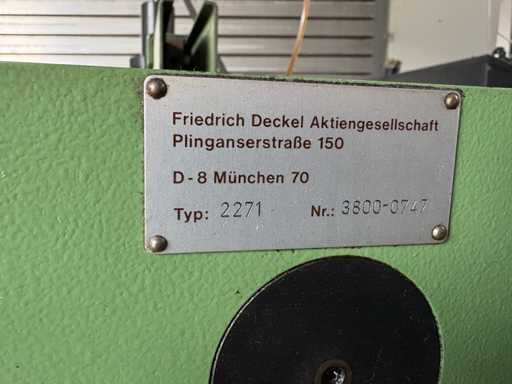 Friedrich Deckel Aktiengesellschaft
Plinganserstraße 150
D-8 München 70
Typ: 2271 Nr.: 3800-0747